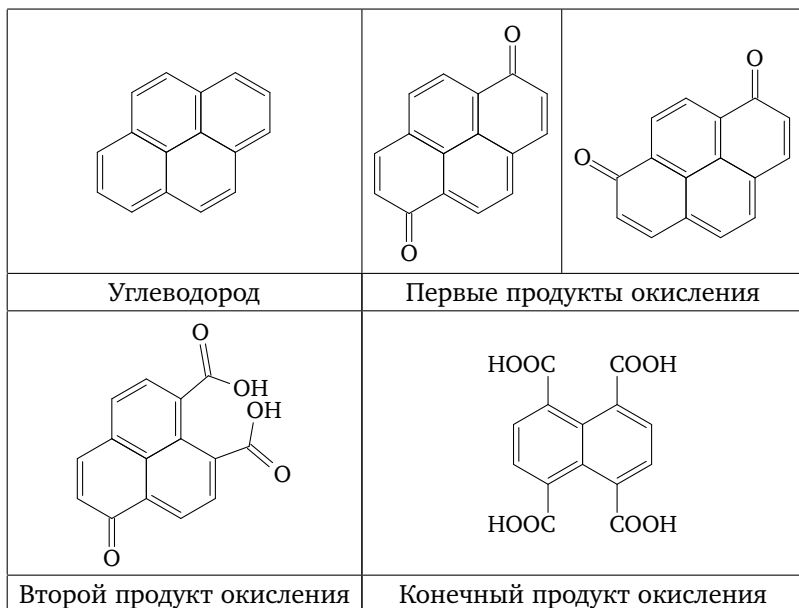 O
O
O
O
Углеводород
Первые продукты окисления
O
OH
OH
O
O
HOOC COOH
HOOC COOH
Второй продукт окисления
Конечный продукт окисления